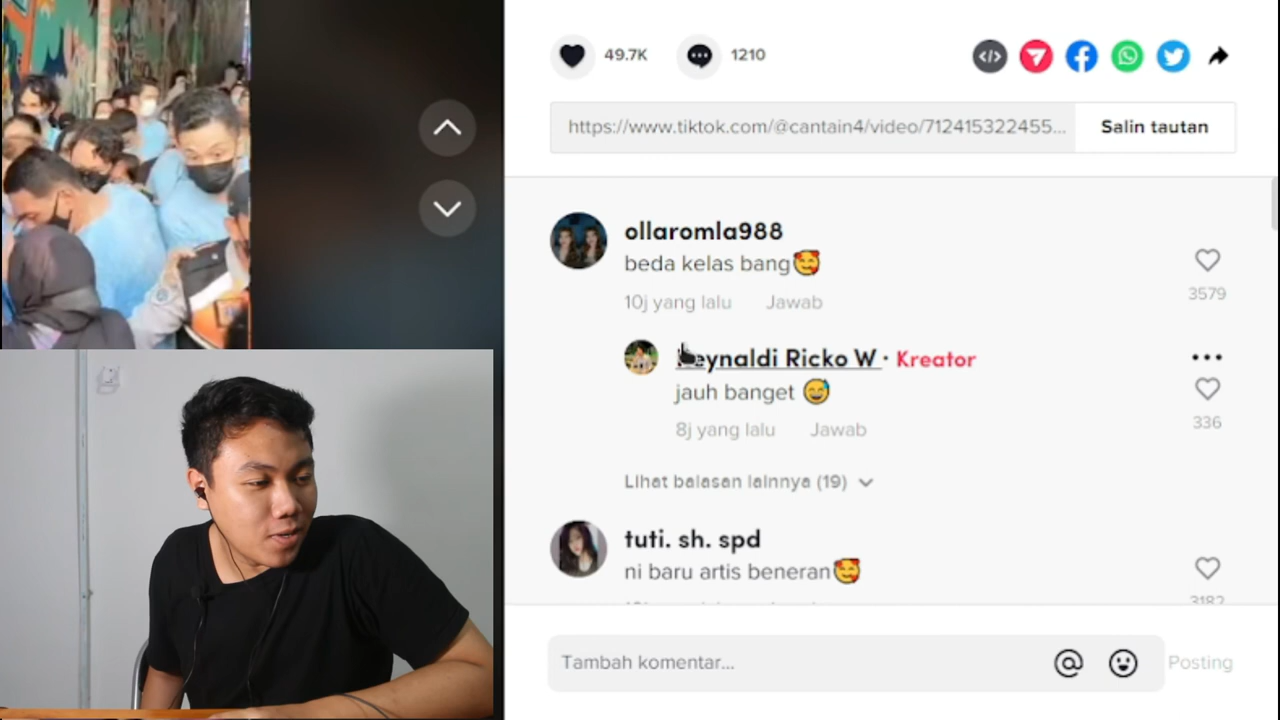 49.7K
1210
https://www.tiktok.com/@cantain4/video/712415322455...
Salin tautan
ollaromla988
beda kelas bang🥰
10j yang lalu
Jawab
3579
Reynaldi Ricko W · Kreator
jauh banget 😅
8j yang lalu
Jawab
336
Lihat balasan lainnya (19)
tuti. sh. spd
ni baru artis beneran🥰
3182
Tambah komentar...
Posting